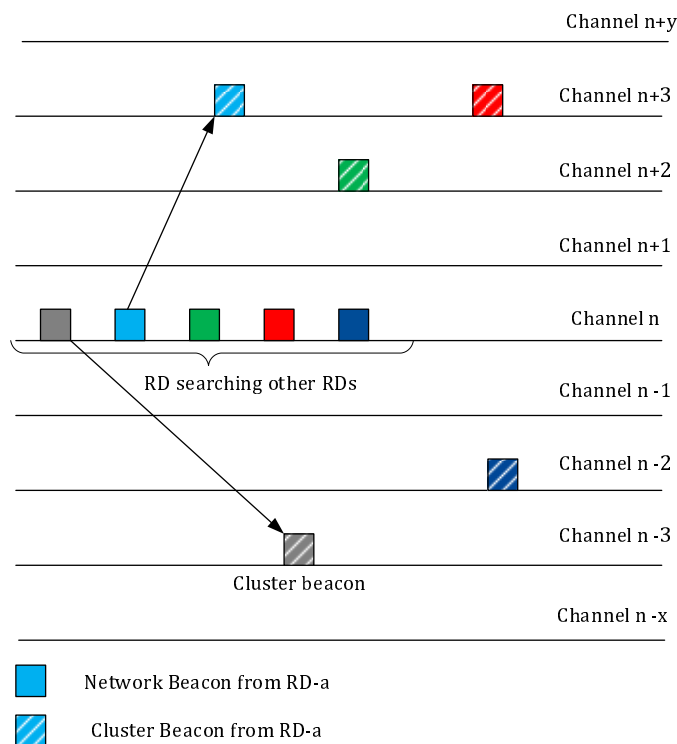 Channel n+y
Channel n+3
Channel n+2
Channel n+1
Channel n
RD searching other RDs
Channel n -1
Channel n -2
Channel n -3
Cluster beacon
Channel n -x
Network Beacon from RD-a
Cluster Beacon from RD-a